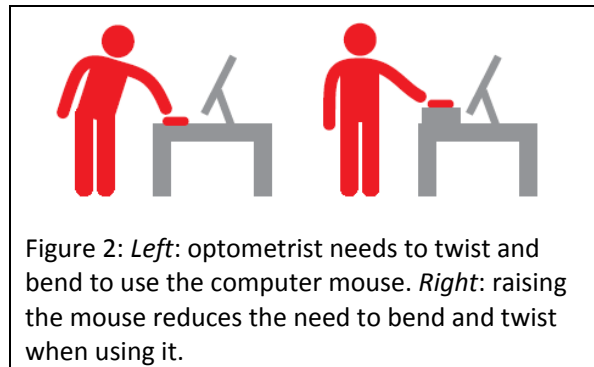 Figure 2: Left: optometrist needs to twist and
bend to use the computer mouse. Right: raising
the mouse reduces the need to bend and twist
when using it.